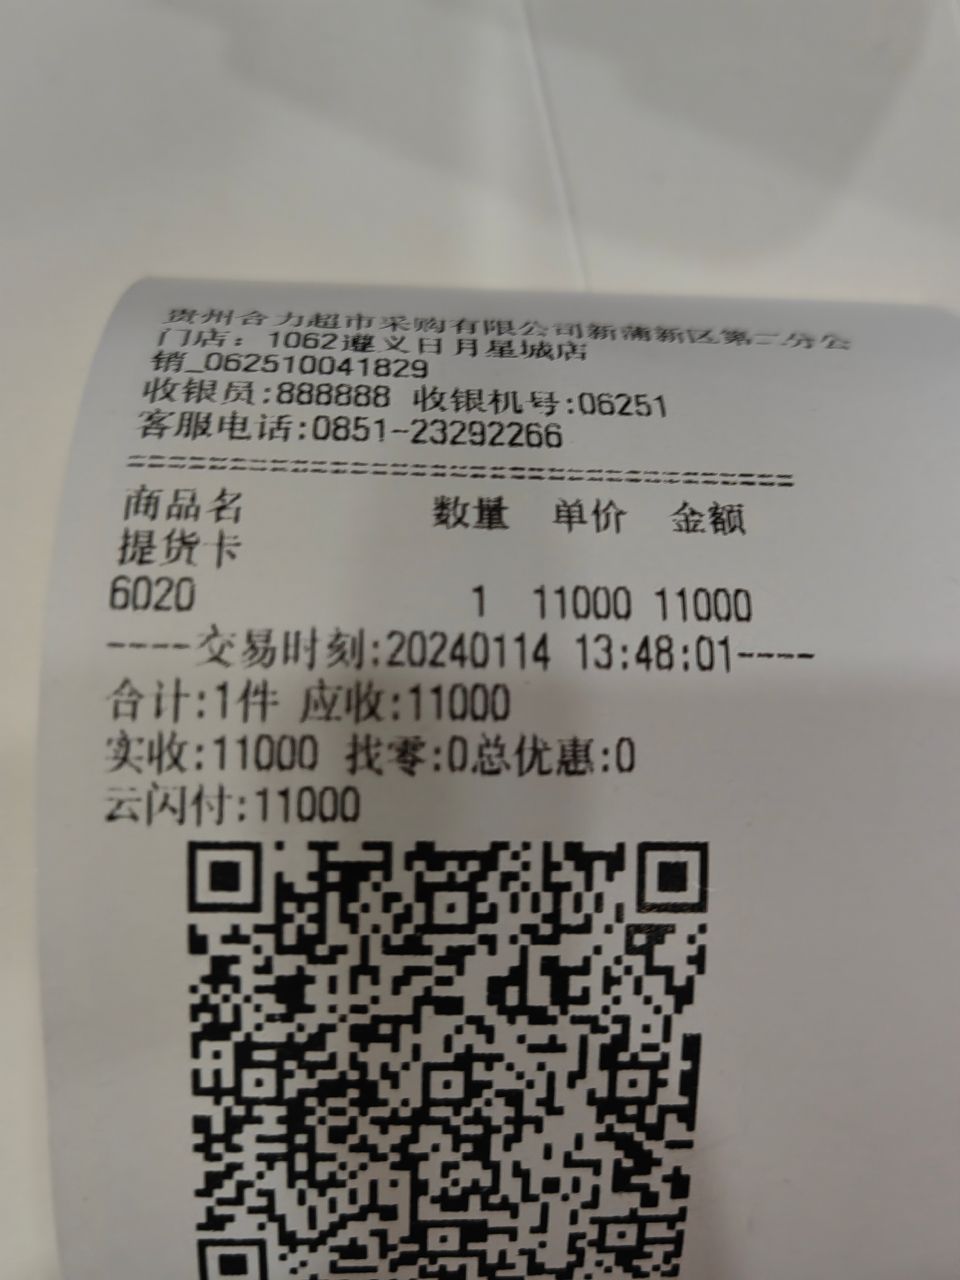 贵州合力超市采购有限公司新蒲新区第二分公
门店：1062遵义日月星城店
销_062510041829
收银员:888888 收银机号:06251
客服电话:0851-23292266
商品名 数量 单价 金额
提货卡
6020 1 11000 11000
----交易时刻:20240114 13:48:01----
合计:1件 应收:11000
实收:11000 找零:0总优惠:0
云闪付:11000